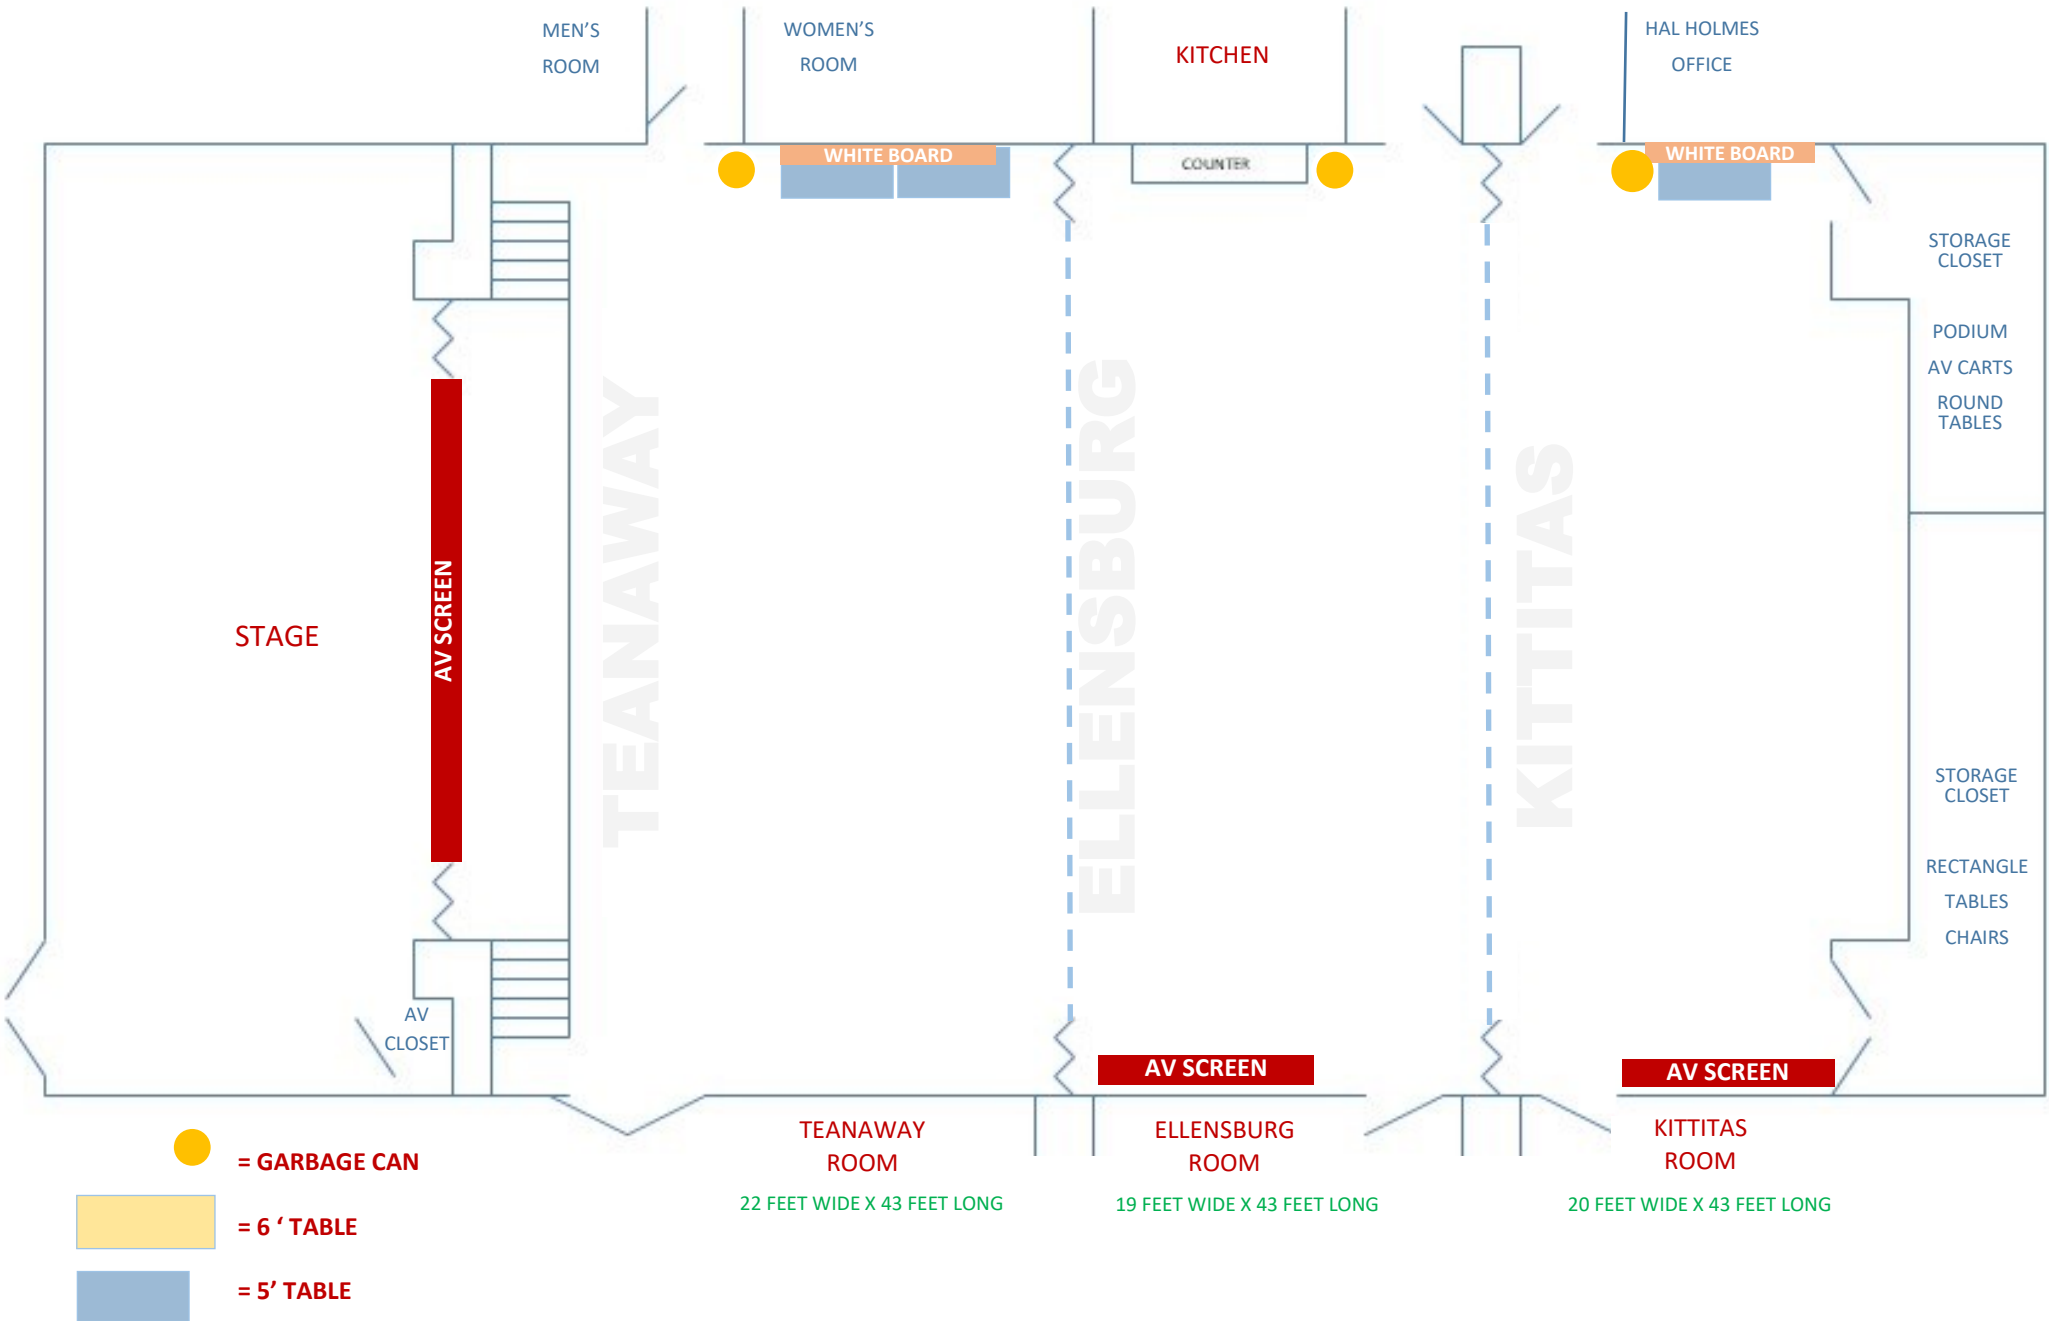 MEN'S
ROOM
WOMEN'S
ROOM
KITCHEN
HAL HOLMES
OFFICE
WHITE BOARD
COUNTER
WHITE BOARD
STORAGE
CLOSET
PODIUM
AV CARTS
ROUND
TABLES
TEANAWAY
ELLENSBURG
KITTITAS
AV SCREEN
STAGE
STORAGE
CLOSET
RECTANGLE
TABLES
CHAIRS
AV
CLOSET
AV SCREEN
AV SCREEN
TEANAWAY
ROOM
22 FEET WIDE X 43 FEET LONG
ELLENSBURG
ROOM
19 FEET WIDE X 43 FEET LONG
KITTITAS
ROOM
20 FEET WIDE X 43 FEET LONG
= GARBAGE CAN
= 6 ‘ TABLE
= 5’ TABLE